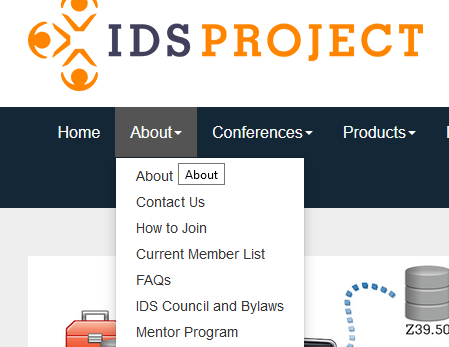 IDS PROJECT
Home About Conferences Products
About About
Contact Us
How to Join
Current Member List
FAQs
IDS Council and Bylaws
Mentor Program
Z39.50